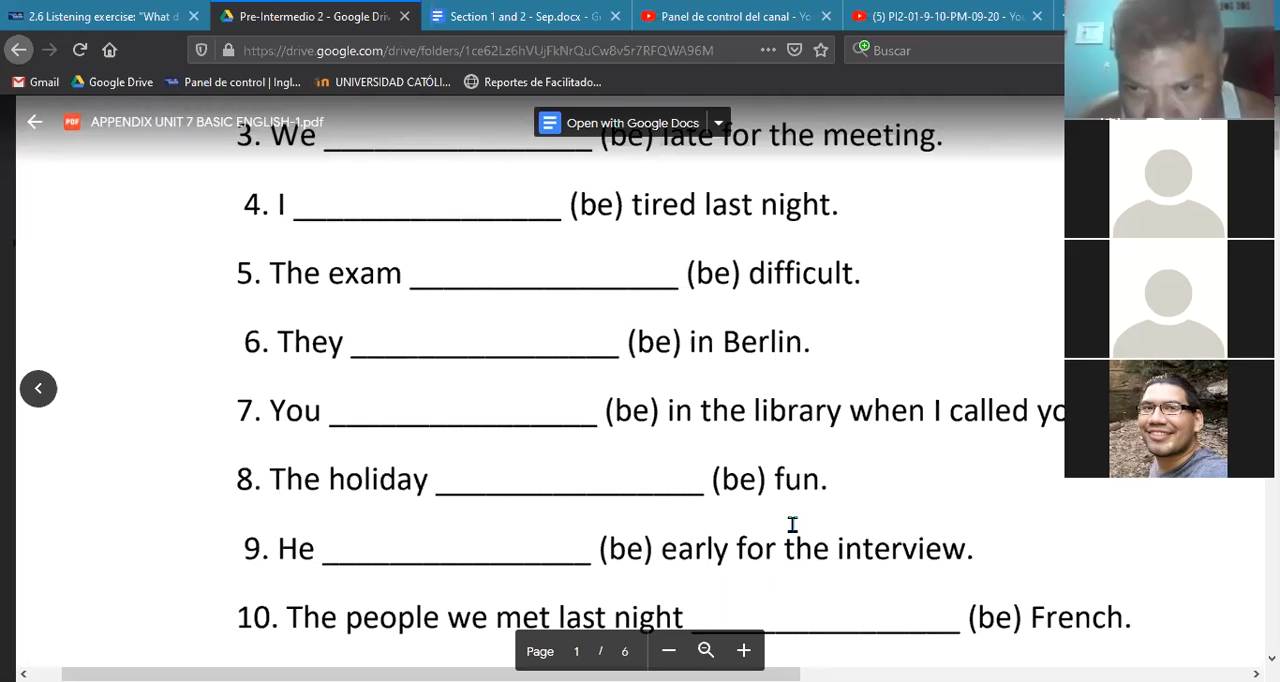 2.6 Listening exercise: "What d
Pre-Intermedio 2 - Google Driv
Section 1 and 2 - Sep.docx - G
Panel de control del canal - Yo
(5) PI2-01-9-10-PM-09-20 - You
https://drive.google.com/drive/folders/1ce62Lz6hVUjFkNrQuCw8v5r7RFQWA96M
Buscar
Gmail
Google Drive
Panel de control | Ingl...
UNIVERSIDAD CATÓLI...
Reportes de Facilitado...
PDF
APPENDIX UNIT 7 BASIC ENGLISH-1.pdf
Open with Google Docs
3. We ________________ (be) late for the meeting.
4. I ________________ (be) tired last night.
5. The exam ________________ (be) difficult.
6. They ________________ (be) in Berlin.
7. You ________________ (be) in the library when I called yo
8. The holiday ________________ (be) fun.
9. He ________________ (be) early for the interview.
10. The people we met last night ________________ (be) French.
Page 1 / 6